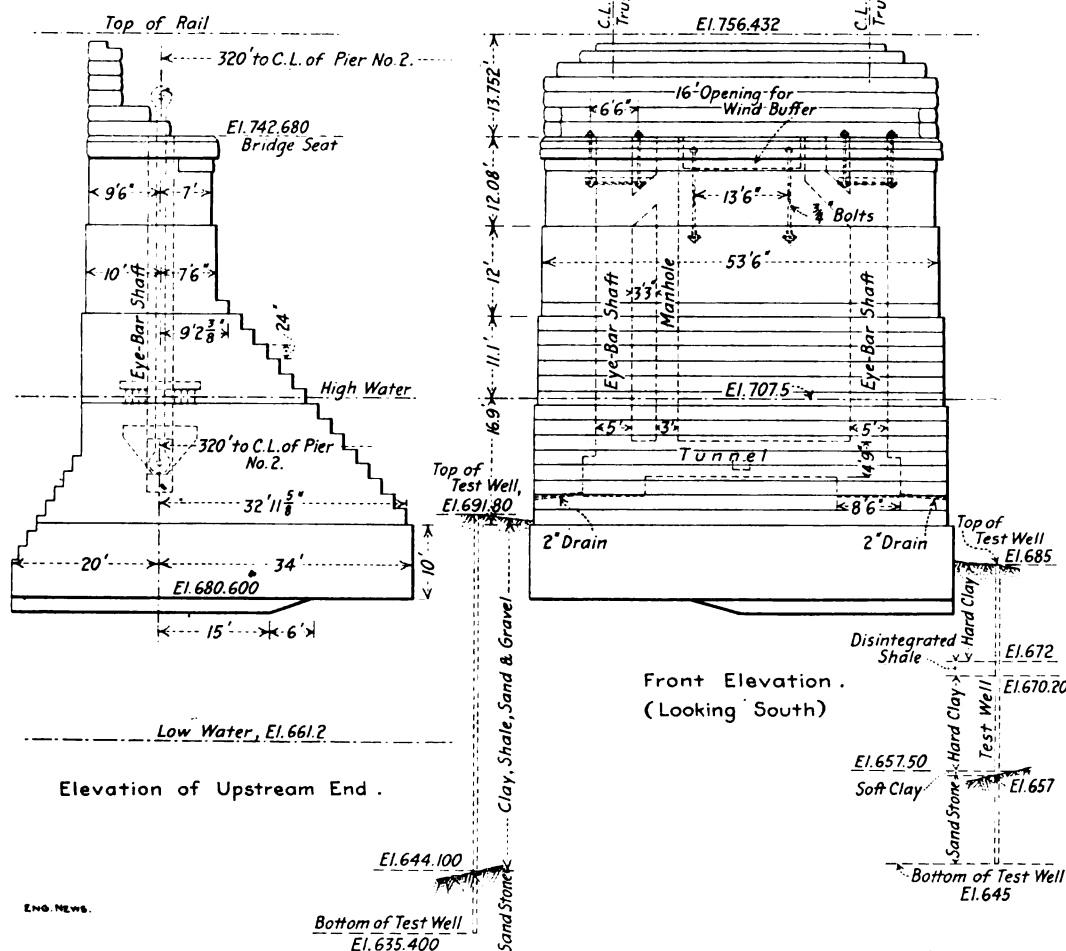 Top of Rail
320' to C.L. of Pier No. 2.
El. 742.680
Bridge Seat
9'6"
7'
10'
7'6"
Eye-Bar Shaft
9'2 3/8"
24"
High Water
320' to C.L. of Pier
No. 2.
32'11 5/8"
20'
34'
10'
El. 680.600
15'
6'
Low Water, El. 661.2
Elevation of Upstream End.
ENG. NEWS.
13.752'
12.08'
12'
11.1'
16.9'
Top of
Test Well,
El. 691.80
Clay, Shale, Sand & Gravel
El. 644.100
Sand Stone
Bottom of Test Well
El. 635.400
C.L.
C.L.
El. 756.432
16' Opening for
Wind Buffer
6'6"
13'6"
Bolts
53'6"
3'3"
Manhole
Eye-Bar Shaft
Eye-Bar Shaft
El. 707.5
5'
3'
5'
Tunnel
4'9"
8'6"
2" Drain
2" Drain
Top of
Test Well
El. 685
Hard Clay
Disintegrated
Shale
El. 672
El. 670.20
Front Elevation.
(Looking South)
Hard Clay
Test Well
El. 657.50
Soft Clay
El. 657
Sand Stone
Bottom of Test Well
El. 645